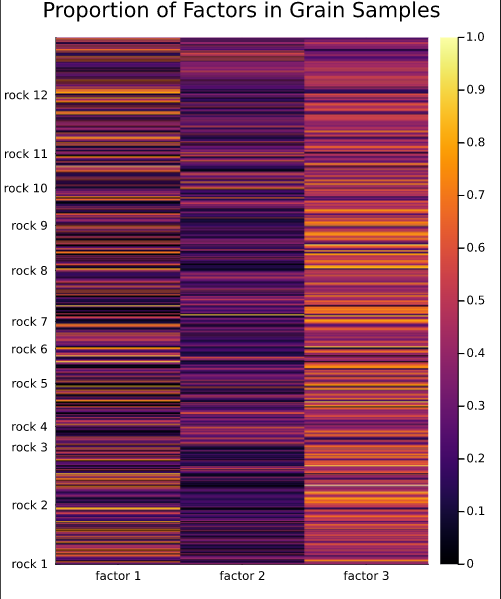 Proportion of Factors in Grain Samples
rock 12
rock 11
rock 10
rock 9
rock 8
rock 7
rock 6
rock 5
rock 4
rock 3
rock 2
rock 1
factor 1
factor 2
factor 3
1.0
0.9
0.8
0.7
0.6
0.5
0.4
0.3
0.2
0.1
0